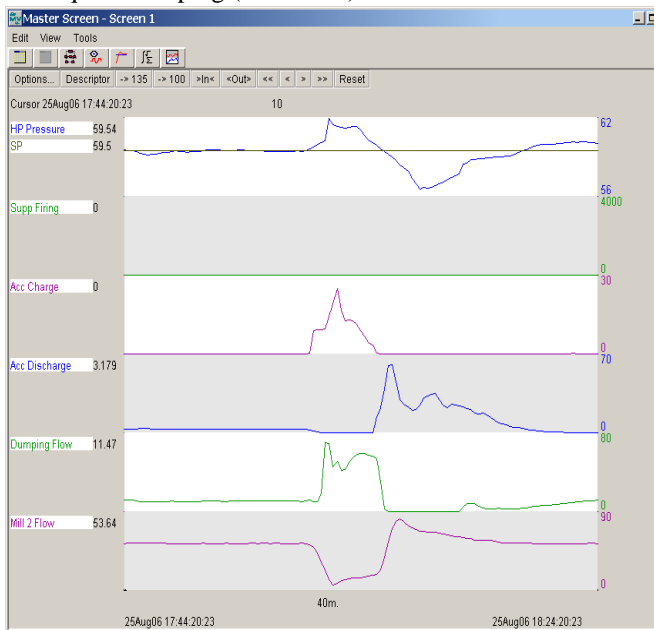 Master Screen - Screen 1
Edit View Tools
Options... Descriptor -> 135 -> 100 >In< <Out> << < > >> Reset
Cursor 25Aug06 17:44:20:23 10
HP Pressure 59.54 62
SP 59.5
56
Supp Firing 0 4000
0
Acc Charge 0 30
0
Acc Discharge 3.179 70
0
Dumping Flow 11.47 80
0
Mill 2 Flow 53.64 90
0
40m.
25Aug06 17:44:20:23 25Aug06 18:24:20:23